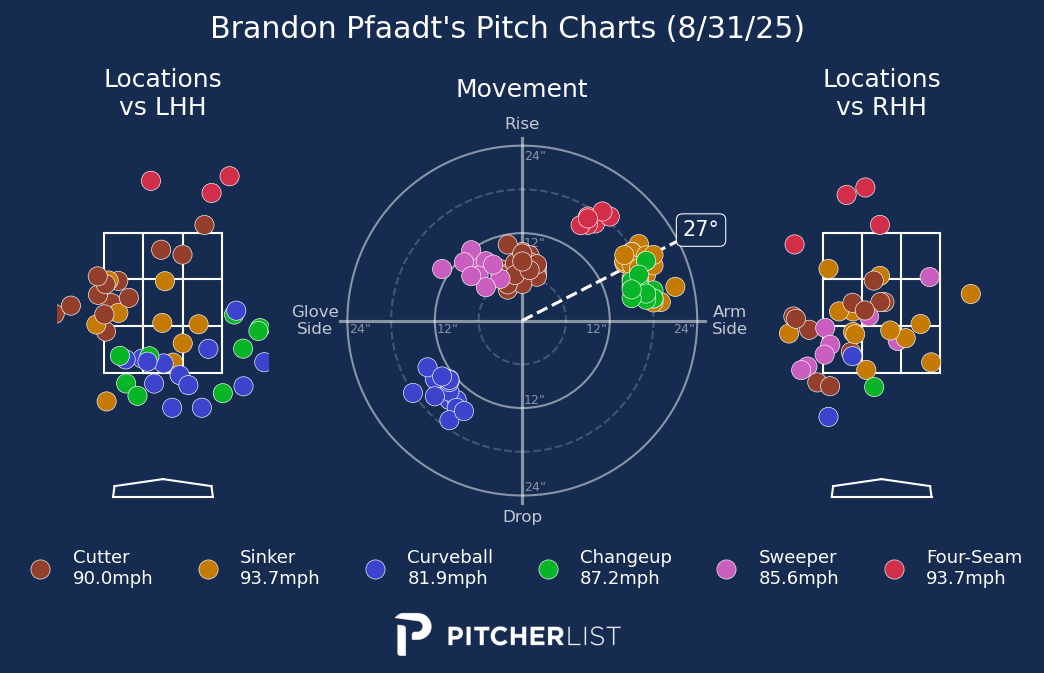 Brandon Pfaadt's Pitch Charts (8/31/25)
Locations
vs LHH
Movement
Locations
vs RHH
Rise
24"
12"
27°
Glove
Side
24"
12"
12"
24"
Arm
Side
12"
24"
Drop
Cutter
90.0mph
Sinker
93.7mph
Curveball
81.9mph
Changeup
87.2mph
Sweeper
85.6mph
Four-Seam
93.7mph
PITCHERLIST